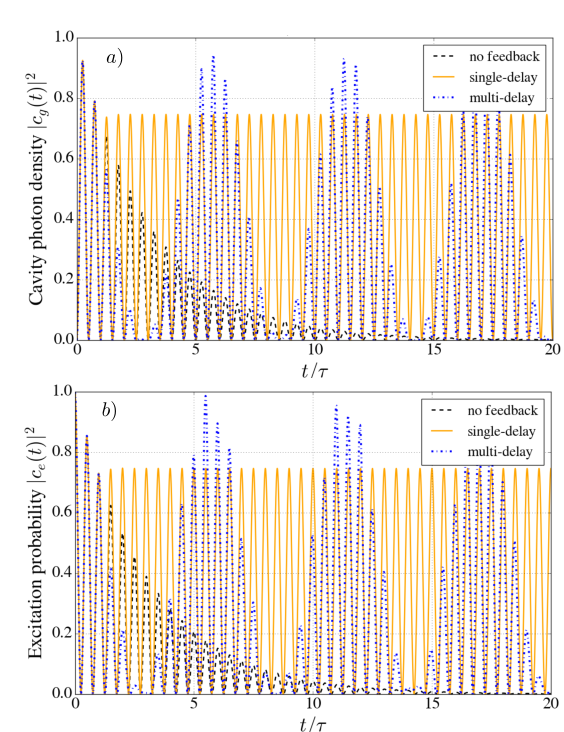 a)
Cavity photon density |c_g(t)|²
1.0
0.8
0.6
0.4
0.2
0.0
no feedback
single-delay
multi-delay
0 5 10 15 20
t/τ
b)
Excitation probability |c_e(t)|²
1.0
0.8
0.6
0.4
0.2
0.0
no feedback
single-delay
multi-delay
0 5 10 15 20
t/τ